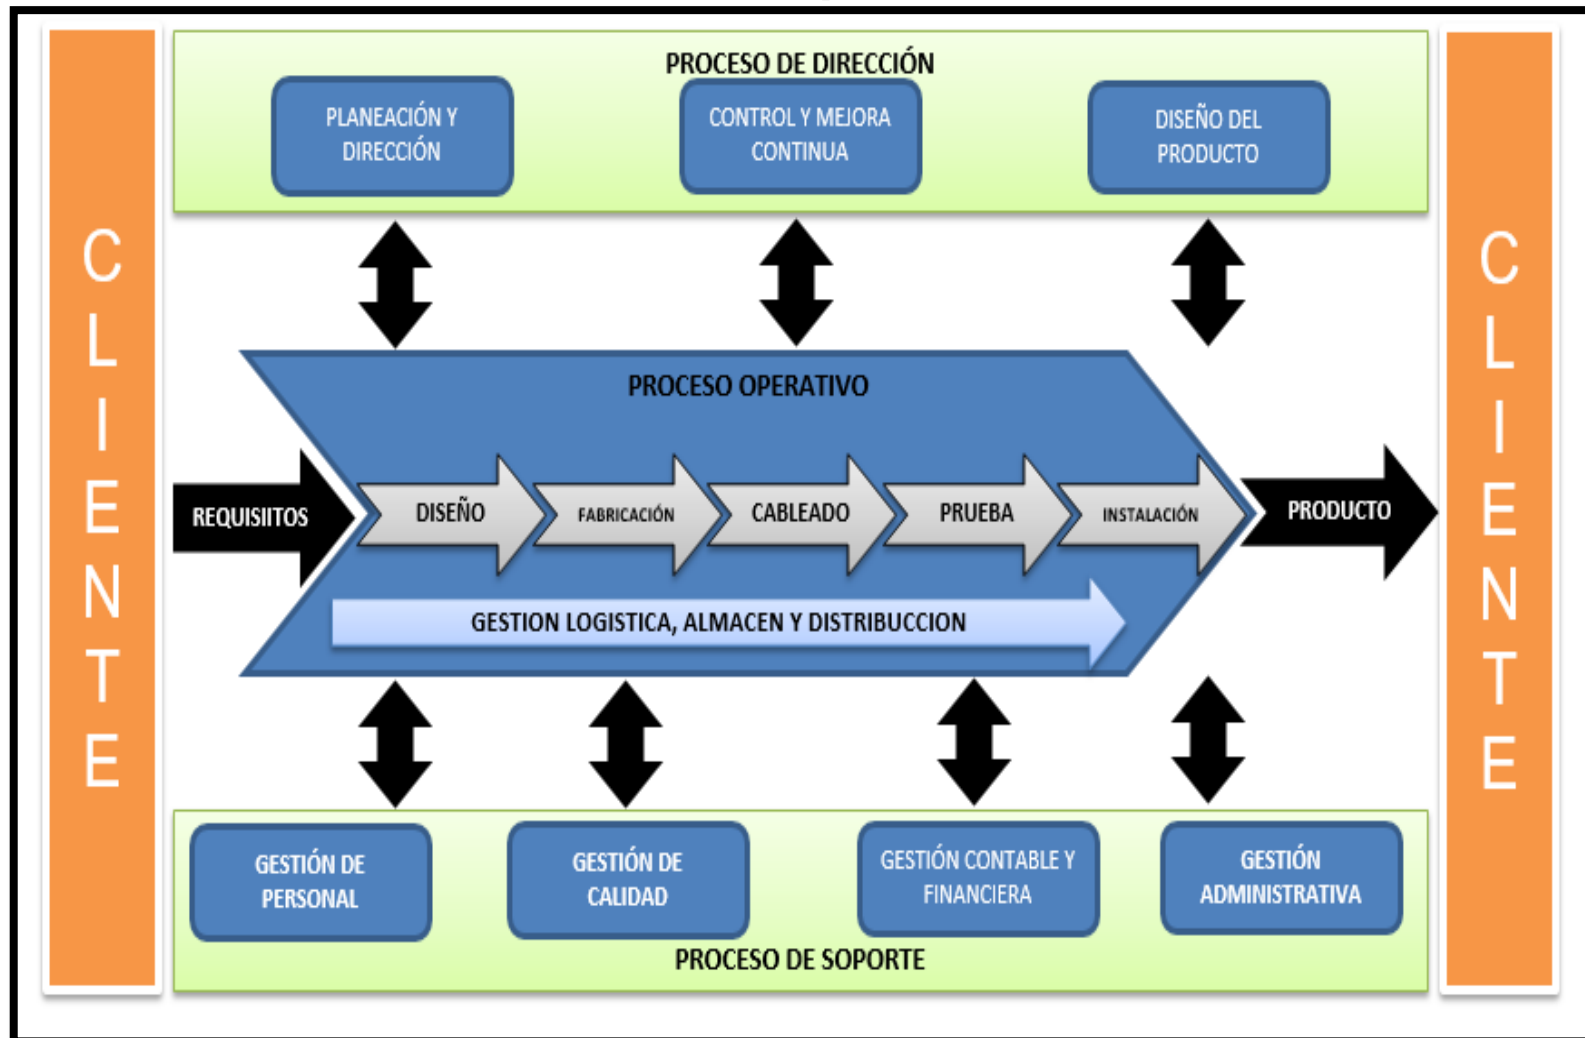 PROCESO DE DIRECCIÓN
PLANEACIÓN Y
DIRECCIÓN
CONTROL Y MEJORA
CONTINUA
DISEÑO DEL
PRODUCTO
CLIENTE
PROCESO OPERATIVO
REQUISIITOS
DISEÑO
FABRICACIÓN
CABLEADO
PRUEBA
INSTALACIÓN
PRODUCTO
GESTION LOGISTICA, ALMACEN Y DISTRIBUCCION
CLIENTE
GESTIÓN DE
PERSONAL
GESTIÓN DE
CALIDAD
GESTIÓN CONTABLE Y
FINANCIERA
GESTIÓN
ADMINISTRATIVA
PROCESO DE SOPORTE